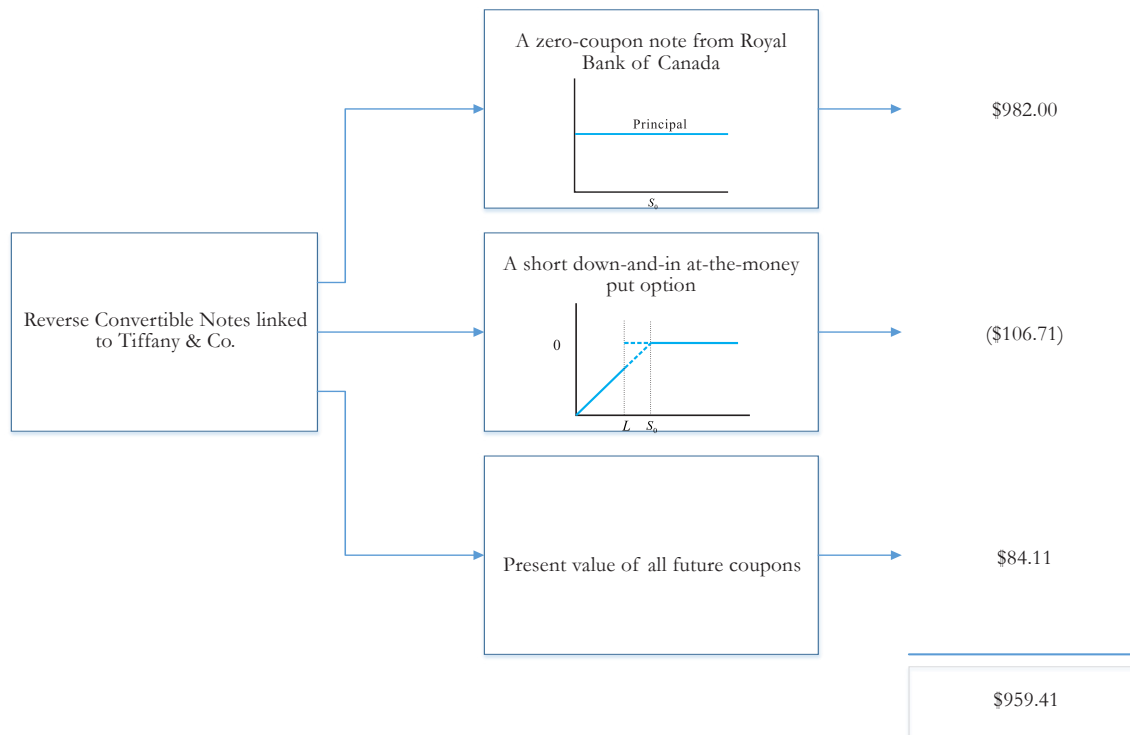 A zero-coupon note from Royal
Bank of Canada
Principal
S₀
$982.00
Reverse Convertible Notes linked
to Tiffany & Co.
A short down-and-in at-the-money
put option
0
L S₀
($106.71)
Present value of all future coupons
$84.11
$959.41